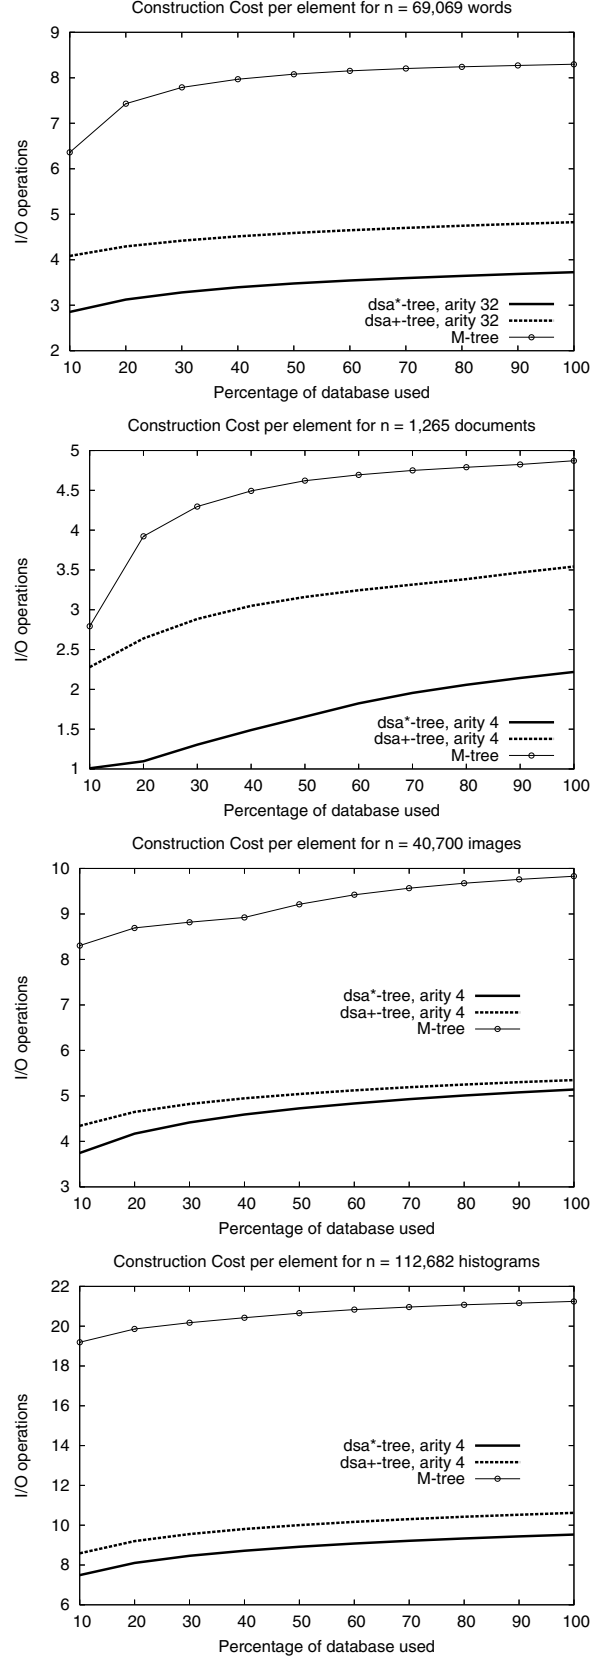 Construction Cost per element for n = 69,069 words
9
8
7
6
5
4
3
2
I/O operations
dsa*-tree, arity 32
dsa+-tree, arity 32
M-tree
10 20 30 40 50 60 70 80 90 100
Percentage of database used
Construction Cost per element for n = 1,265 documents
5
4.5
4
3.5
3
2.5
2
1.5
1
I/O operations
dsa*-tree, arity 4
dsa+-tree, arity 4
M-tree
10 20 30 40 50 60 70 80 90 100
Percentage of database used
Construction Cost per element for n = 40,700 images
10
9
8
7
6
5
4
3
I/O operations
dsa*-tree, arity 4
dsa+-tree, arity 4
M-tree
10 20 30 40 50 60 70 80 90 100
Percentage of database used
Construction Cost per element for n = 112,682 histograms
22
20
18
16
14
12
10
8
6
I/O operations
dsa*-tree, arity 4
dsa+-tree, arity 4
M-tree
10 20 30 40 50 60 70 80 90 100
Percentage of database used